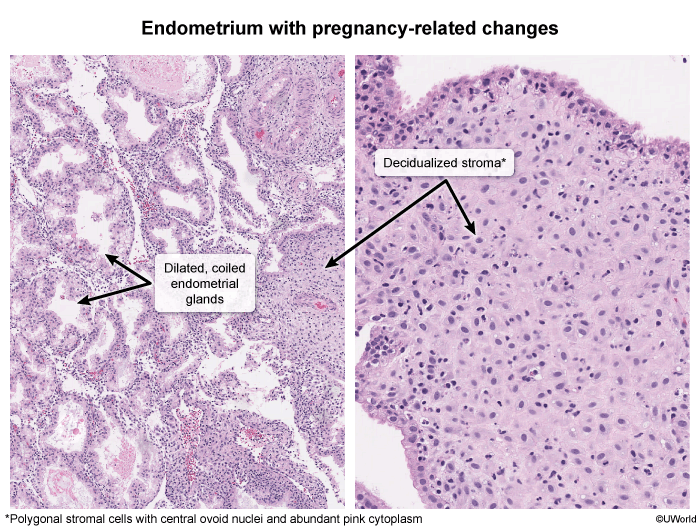 Endometrium with pregnancy-related changes
Decidualized stroma*
Dilated, coiled
endometrial
glands
*Polygonal stromal cells with central ovoid nuclei and abundant pink cytoplasm
©UWorld